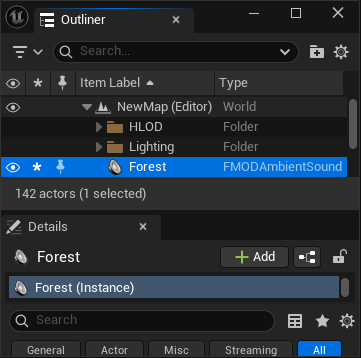 Outliner
Search...
Item Label Type
NewMap (Editor) World
HLOD Folder
Lighting Folder
Forest FMODAmbientSound
142 actors (1 selected)
Details
Forest Add
Forest (Instance)
Search
General Actor Misc Streaming All